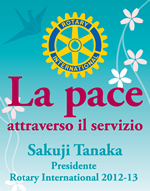 ROTARY
INTERNATIONAL
La pace
attraverso il servizio
Sakuji Tanaka
Presidente
Rotary International 2012-13